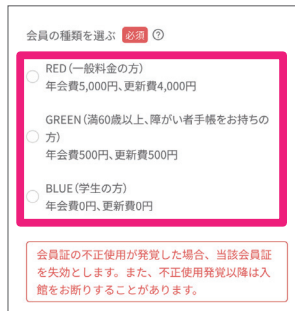 会員の種類を選ぶ 必須 ?
RED（一般料金の方）
年会費5,000円、更新費4,000円
GREEN（満60歳以上、障がい者手帳をお持ちの
方）
年会費500円、更新費500円
BLUE（学生の方）
年会費0円、更新費0円
会員証の不正使用が発覚した場合、当該会員証
を失効とします。また、不正使用発覚以降は入
館をお断りすることがあります。